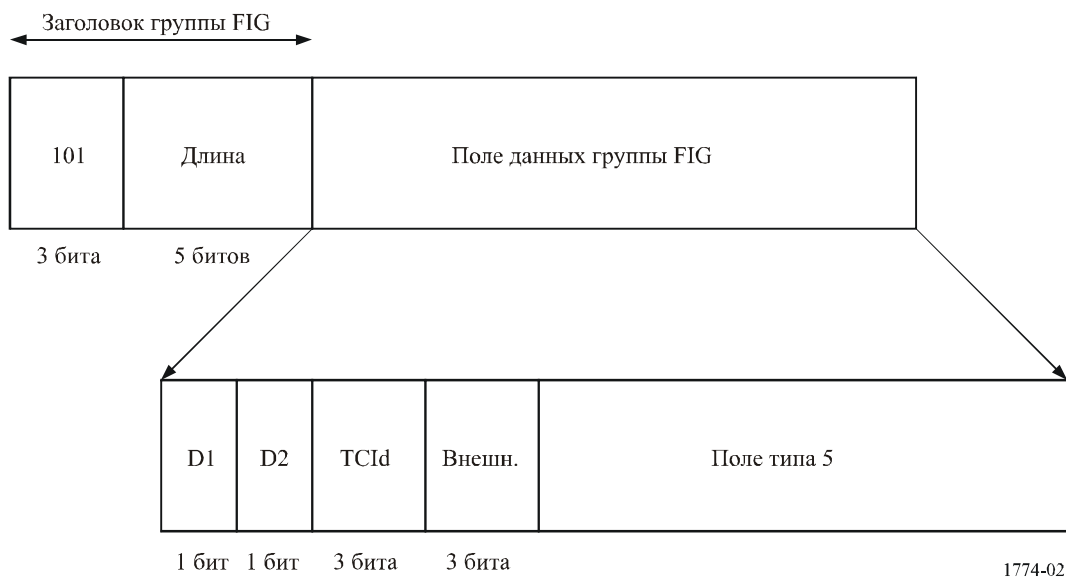 Заголовок группы FIG
101
Длина
Поле данных группы FIG
3 бита
5 битов
D1
D2
TCId
Внешн.
Поле типа 5
1 бит
1 бит
3 бита
3 бита
1774-02